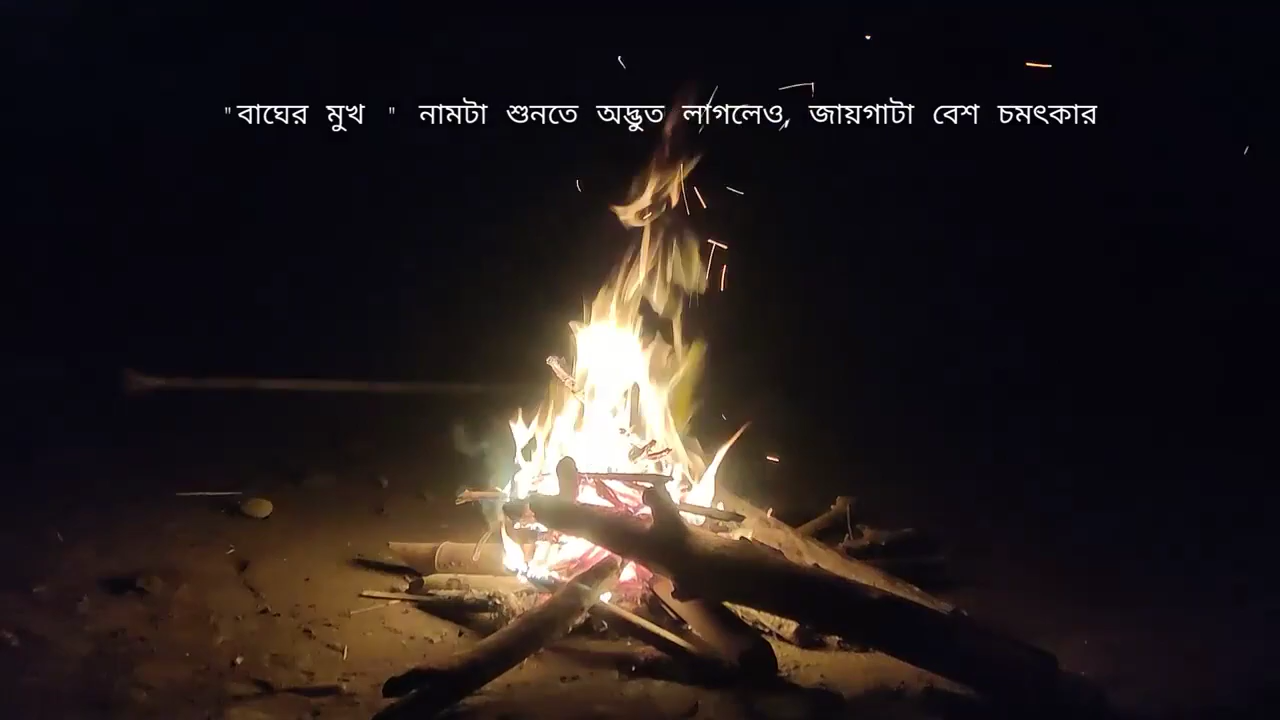 "বাঘের মুখ " নামটা শুনতে অদ্ভুত লাগলেও, জায়গাটা বেশ চমৎকার